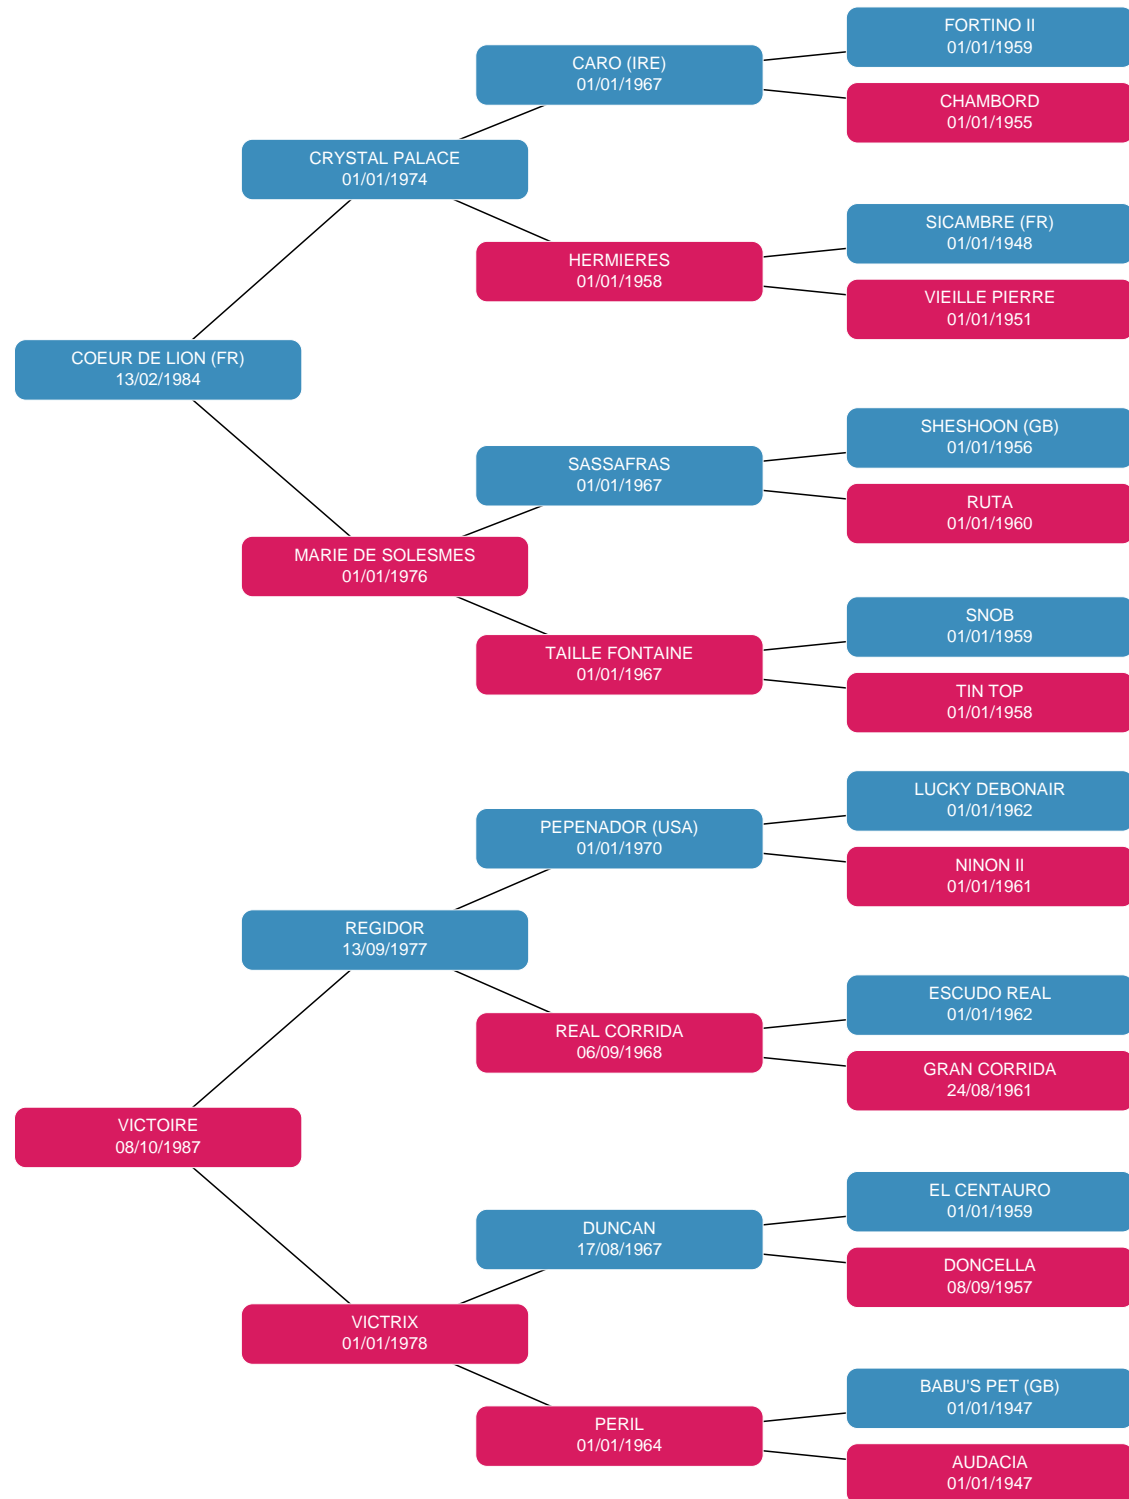 FORTINO II
01/01/1959
CARO (IRE)
01/01/1967
CHAMBORD
01/01/1955
CRYSTAL PALACE
01/01/1974
SICAMBRE (FR)
01/01/1948
HERMIERES
01/01/1958
VIEILLE PIERRE
01/01/1951
COEUR DE LION (FR)
13/02/1984
SHESHOON (GB)
01/01/1956
SASSAFRAS
01/01/1967
RUTA
01/01/1960
MARIE DE SOLESMES
01/01/1976
SNOB
01/01/1959
TAILLE FONTAINE
01/01/1967
TIN TOP
01/01/1958
LUCKY DEBONAIR
01/01/1962
PEPENADOR (USA)
01/01/1970
NINON II
01/01/1961
REGIDOR
13/09/1977
ESCUDO REAL
01/01/1962
REAL CORRIDA
06/09/1968
GRAN CORRIDA
24/08/1961
VICTOIRE
08/10/1987
EL CENTAURO
01/01/1959
DUNCAN
17/08/1967
DONCELLA
08/09/1957
VICTRIX
01/01/1978
BABU'S PET (GB)
01/01/1947
PERIL
01/01/1964
AUDACIA
01/01/1947